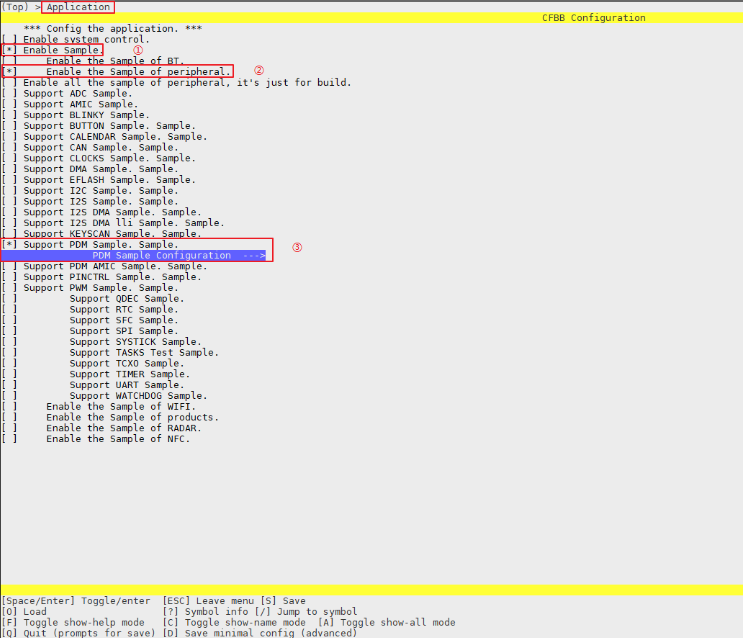 (Top) > Application
CFBB Configuration
*** Config the application. ***
[ ] Enable system control.
[*] Enable Sample. ①
[ ] Enable the Sample of BT.
[*] Enable the Sample of peripheral. ②
[ ] Enable all the sample of peripheral, it's just for build.
[ ] Support ADC Sample.
[ ] Support AMIC Sample.
[ ] Support BLINKY Sample.
[ ] Support BUTTON Sample. Sample.
[ ] Support CALENDAR Sample. Sample.
[ ] Support CAN Sample. Sample.
[ ] Support CLOCKS Sample. Sample.
[ ] Support DMA Sample. Sample.
[ ] Support EFLASH Sample. Sample.
[ ] Support I2C Sample. Sample.
[ ] Support I2S Sample. Sample.
[ ] Support I2S DMA Sample. Sample.
[ ] Support I2S DMA lli Sample. Sample.
[ ] Support KEYSCAN Sample. Sample.
[*] Support PDM Sample. Sample.
PDM Sample Configuration ---> ③
[ ] Support PDM AMIC Sample. Sample.
[ ] Support PINCTRL Sample. Sample.
[ ] Support PWM Sample. Sample.
[ ] Support QDEC Sample.
[ ] Support RTC Sample.
[ ] Support SFC Sample.
[ ] Support SPI Sample.
[ ] Support SYSTICK Sample.
[ ] Support TASKS Test Sample.
[ ] Support TCXO Sample.
[ ] Support TIMER Sample.
[ ] Support UART Sample.
[ ] Support WATCHDOG Sample.
[ ] Enable the Sample of WIFI.
[ ] Enable the Sample of products.
[ ] Enable the Sample of RADAR.
[ ] Enable the Sample of NFC.
[Space/Enter] Toggle/enter [ESC] Leave menu [S] Save
[O] Load [?] Symbol info [/] Jump to symbol
[F] Toggle show-help mode [C] Toggle show-name mode [A] Toggle show-all mode
[Q] Quit (prompts for save) [D] Save minimal config (advanced)